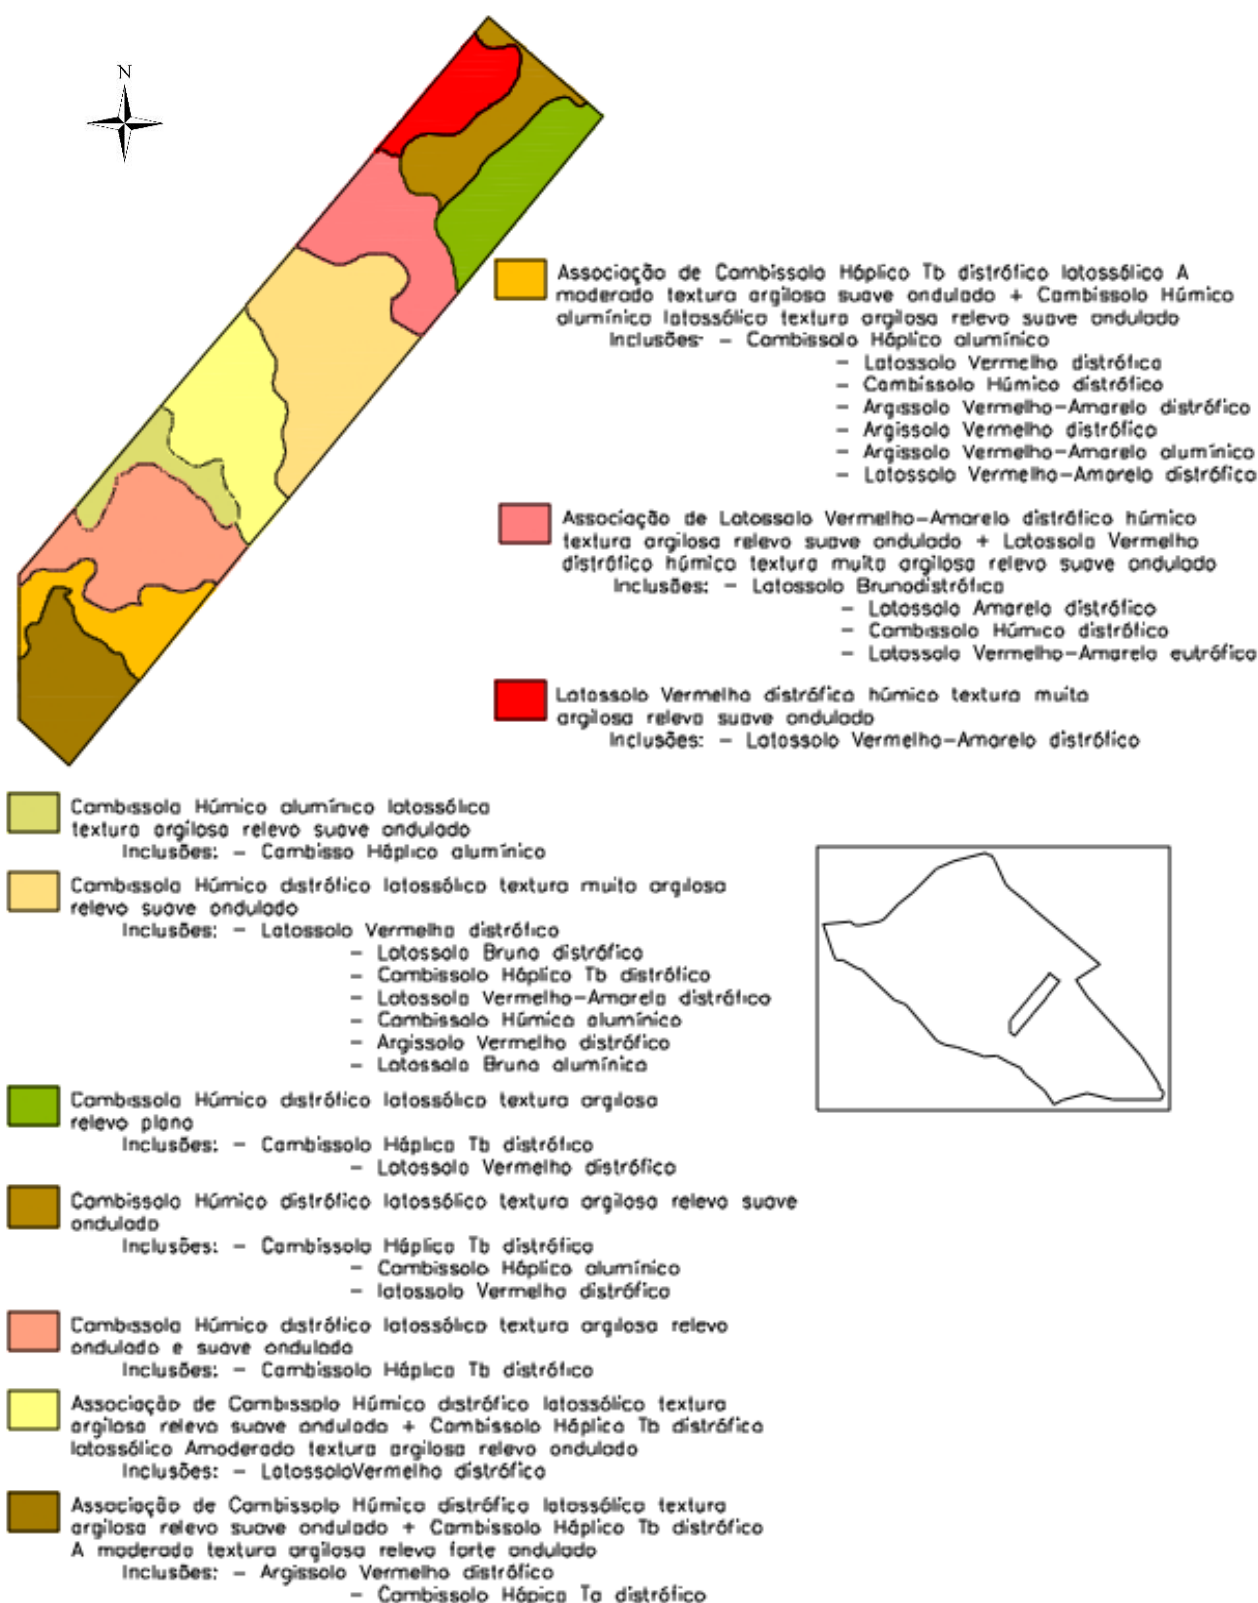 N
Associação de Cambissolo Háplico Tb distrófico latossólico A
moderado textura argilosa suave ondulado + Cambissolo Húmico
alumínico latossólico textura argilosa relevo suave ondulado
Inclusões: - Cambissolo Háplico alumínico
- Latossolo Vermelho distrófico
- Cambissolo Húmico distrófico
- Argissolo Vermelho-Amarelo distrófico
- Argissolo Vermelho distrófico
- Argissolo Vermelho-Amarelo alumínico
- Latossolo Vermelho-Amarelo distrófico
Associação de Latossolo Vermelho-Amarelo distrófico húmico
textura argilosa relevo suave ondulado + Latossolo Vermelho
distrófico húmico textura muito argilosa relevo suave ondulado
Inclusões: - Latossolo Brunodistrófico
- Latossolo Amarelo distrófico
- Cambissolo Húmico distrófico
- Latossolo Vermelho-Amarelo eutrófico
Latossolo Vermelho distrófico húmico textura muito
argilosa relevo suave ondulado
Inclusões: - Latossolo Vermelho-Amarelo distrófico
Cambissolo Húmico alumínico latossólico
textura argilosa relevo suave ondulado
Inclusões: - Cambisso Háplico alumínico
Cambissolo Húmico distrófico latossólico textura muito argilosa
relevo suave ondulado
Inclusões: - Latossolo Vermelho distrófico
- Latossolo Bruno distrófico
- Cambissolo Háplico Tb distrófico
- Latossolo Vermelho-Amarelo distrófico
- Cambissolo Húmico alumínico
- Argissolo Vermelho distrófico
- Latossolo Bruno alumínico
Cambissolo Húmico distrófico latossólico textura argilosa
relevo plano
Inclusões: - Cambissolo Háplico Tb distrófico
- Latossolo Vermelho distrófico
Cambissolo Húmico distrófico latossólico textura argilosa relevo suave
ondulado
Inclusões: - Cambissolo Háplico Tb distrófico
- Cambissolo Háplico alumínico
- latossolo Vermelho distrófico
Cambissolo Húmico distrófico latossólico textura argilosa relevo
ondulado e suave ondulado
Inclusões: - Cambissolo Háplico Tb distrófico
Associação de Cambissolo Húmico distrófico latossólico textura
argilosa relevo suave ondulado + Cambissolo Háplico Tb distrófico
latossólico Amoderado textura argilosa relevo ondulado
Inclusões: - LatossoloVermelho distrófico
Associação de Cambissolo Húmico distrófico latossólico textura
argilosa relevo suave ondulado + Cambissolo Háplico Tb distrófico
A moderado textura argilosa relevo forte ondulado
Inclusões: - Argissolo Vermelho distrófico
- Cambissolo Hápico Ta distrófico